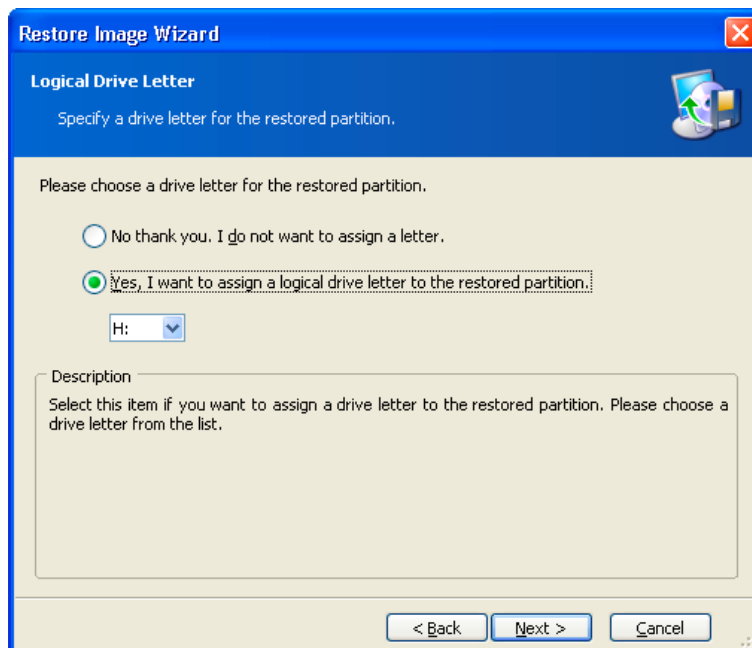 Restore Image Wizard
Logical Drive Letter
Specify a drive letter for the restored partition.
Please choose a drive letter for the restored partition.
No thank you. I do not want to assign a letter.
Yes, I want to assign a logical drive letter to the restored partition.
H:
Description
Select this item if you want to assign a drive letter to the restored partition. Please choose a
drive letter from the list.
< Back Next > Cancel